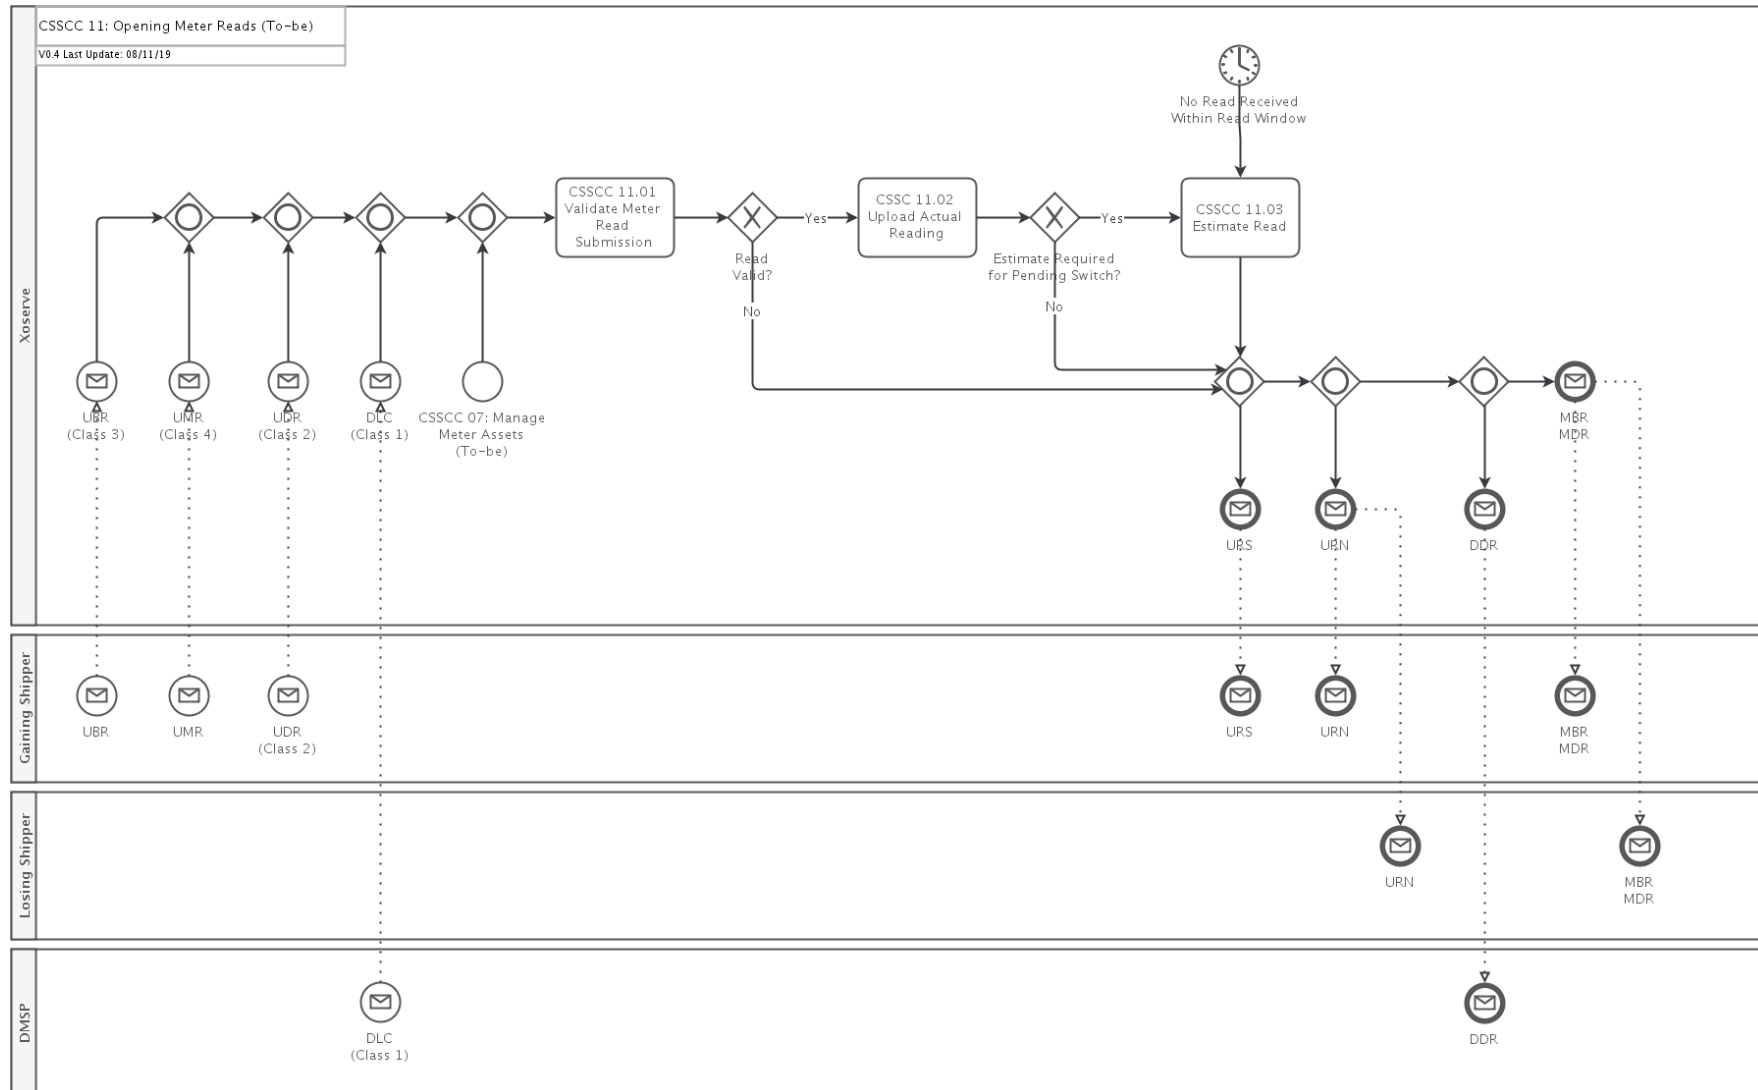 CSSCC 11: Opening Meter Reads (To-be)
V0.4 Last Update: 08/11/19
Xoserve
No Read Received
Within Read Window
CSSCC 11.01
Validate Meter
Read
Submission
Read
Valid?
Yes
No
CSSC 11.02
Upload Actual
Reading
Estimate Required
for Pending Switch?
Yes
No
CSSCC 11.03
Estimate Read
UBR
(Class 3)
UMR
(Class 4)
UDR
(Class 2)
DLC
(Class 1)
CSSCC 07: Manage
Meter Assets
(To-be)
MBR
MDR
URS
URN
DDR
Gaining Shipper
UBR
UMR
UDR
(Class 2)
URS
URN
MBR
MDR
Losing Shipper
URN
MBR
MDR
DMSP
DLC
(Class 1)
DDR